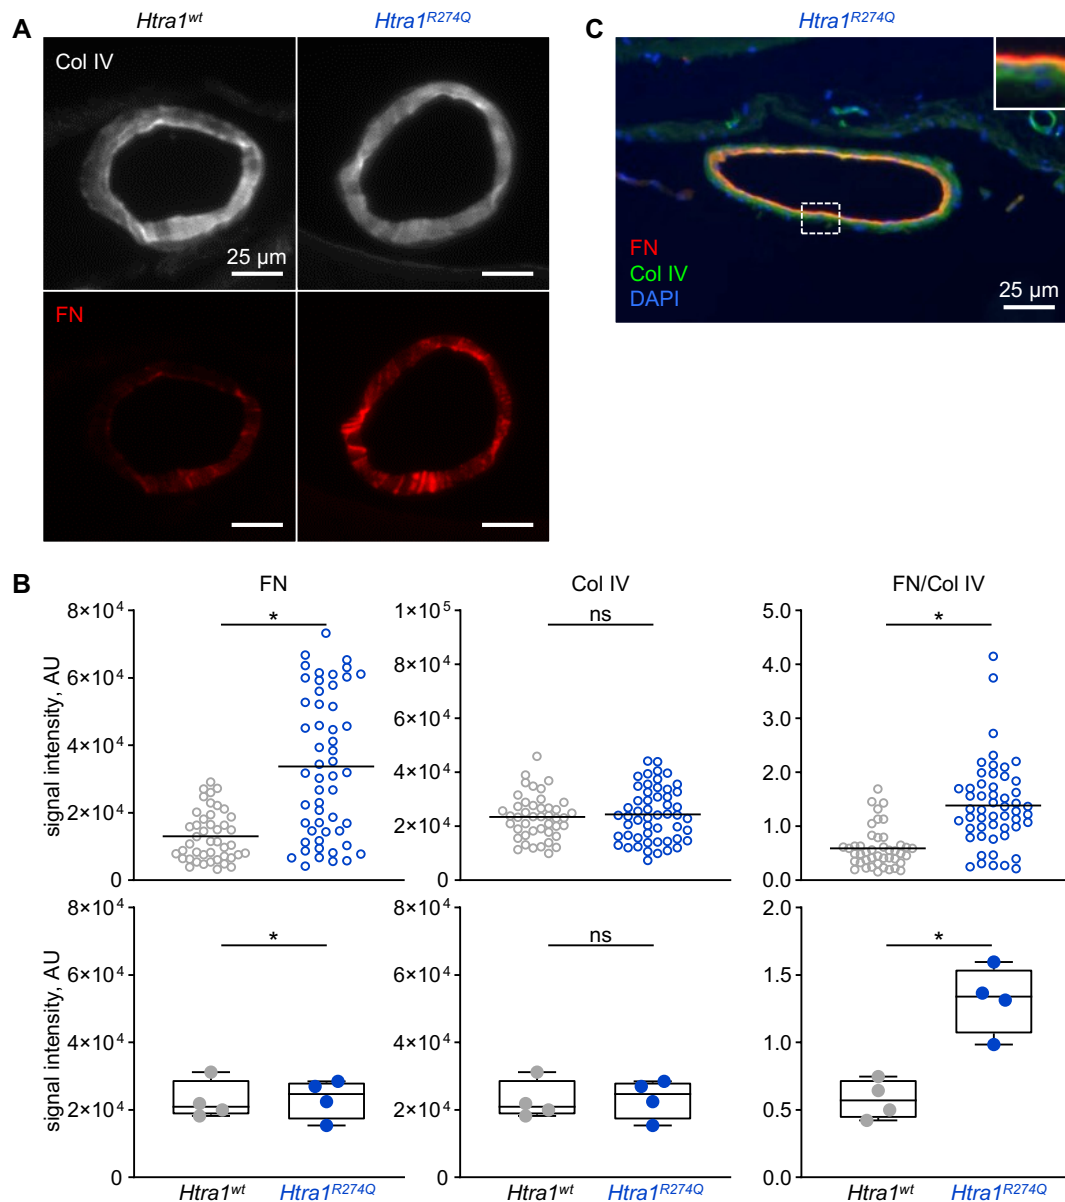 A
Htra1wt
Htra1R274Q
Col IV
25 µm
FN
C
Htra1R274Q
FN
Col IV
DAPI
25 µm
B
FN
Col IV
FN/Col IV
signal intensity, AU
8×10⁴
6×10⁴
4×10⁴
2×10⁴
0
*
1×10⁵
8×10⁴
6×10⁴
4×10⁴
2×10⁴
0
ns
5.0
4.0
3.0
2.0
1.0
0.0
*
signal intensity, AU
8×10⁴
6×10⁴
4×10⁴
2×10⁴
0
*
8×10⁴
6×10⁴
4×10⁴
2×10⁴
0
ns
2.0
1.5
1.0
0.5
0.0
*
Htra1wt
Htra1R274Q
Htra1wt
Htra1R274Q
Htra1wt
Htra1R274Q